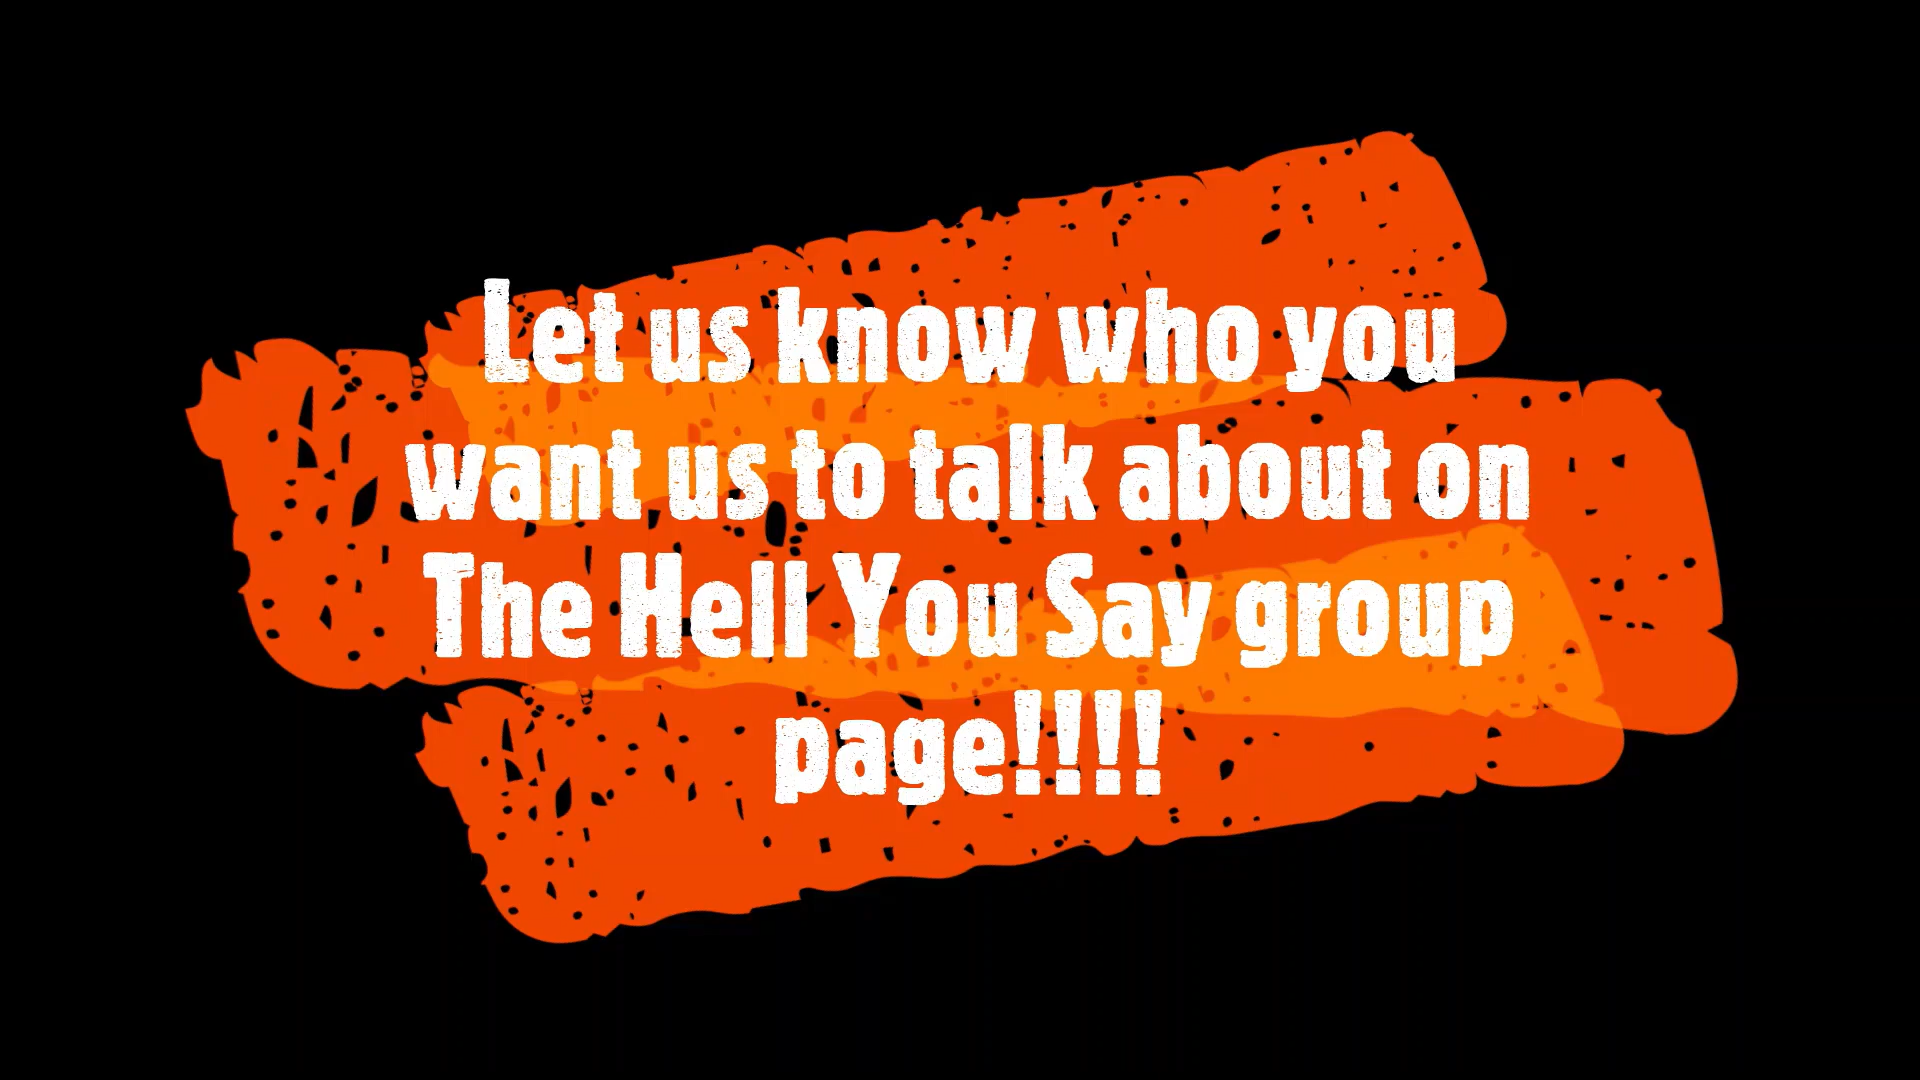 Let us know who you
want us to talk about on
The Hell You Say group
page!!!!